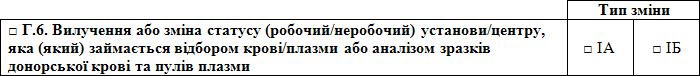 Тип зміни
□ Г.6. Вилучення або зміна статусу (робочий/неробочий) установи/центру,
яка (який) займається відбором крові/плазми або аналізом зразків
донорської крові та пулів плазми
□ ІА
□ ІБ